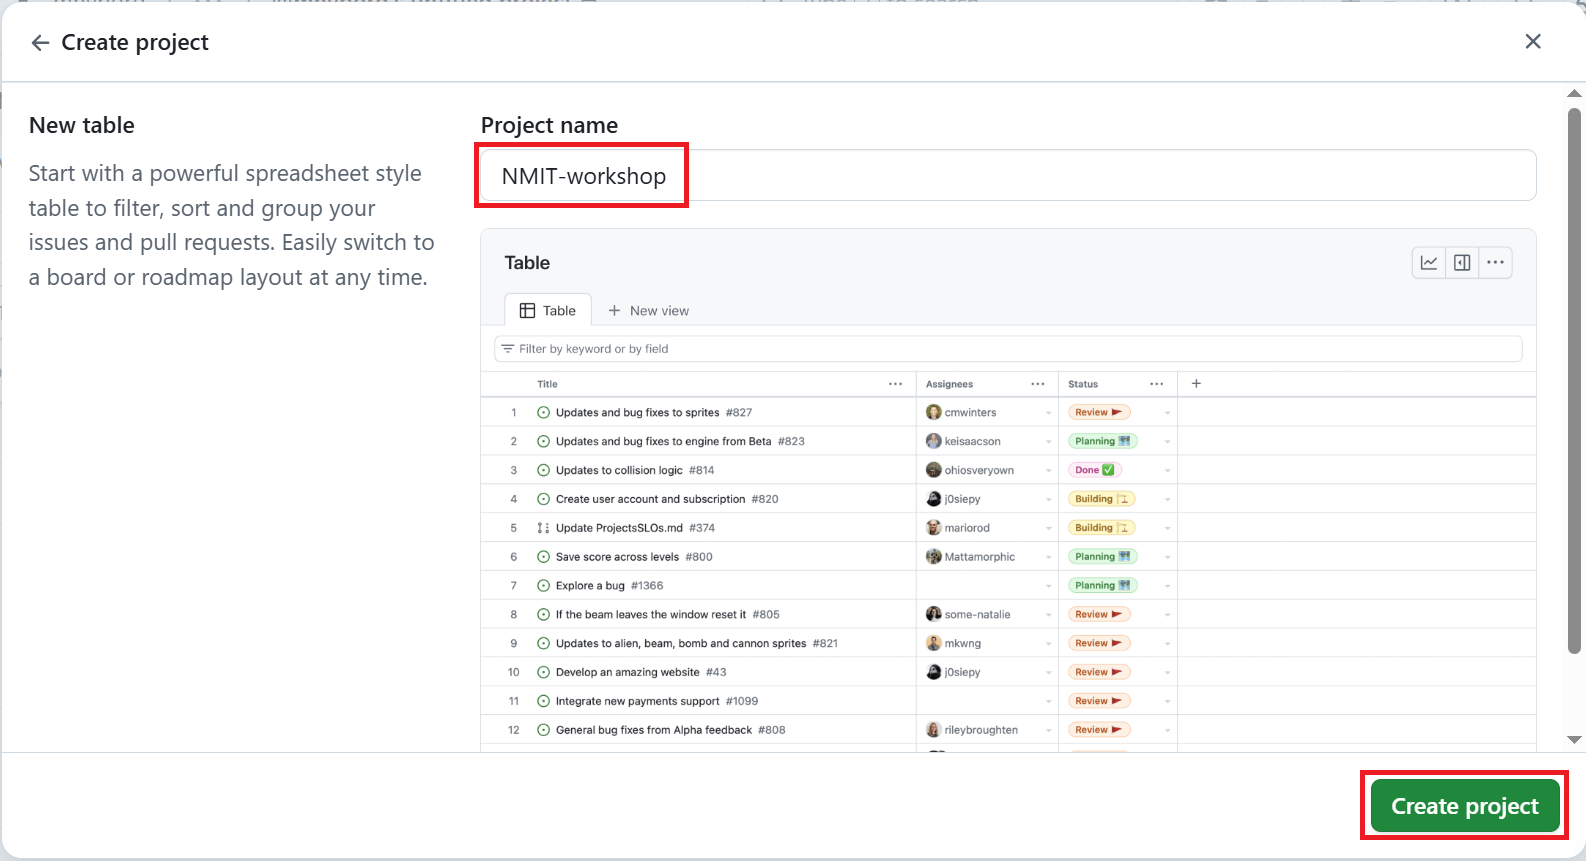 Create project
New table
Start with a powerful spreadsheet style
table to filter, sort and group your
issues and pull requests. Easily switch to
a board or roadmap layout at any time.
Project name
NMIT-workshop
Table
Table
New view
Filter by keyword or by field
Title
Assignees
Status
1 Updates and bug fixes to sprites #827 cmwinters Review
2 Updates and bug fixes to engine from Beta #823 keisaacson Planning
3 Updates to collision logic #814 ohiosveryown Done
4 Create user account and subscription #820 j0siepy Building
5 Update ProjectsSLOs.md #374 mariorod Building
6 Save score across levels #800 Mattamorphic Planning
7 Explore a bug #1366 Planning
8 If the beam leaves the window reset it #805 some-natalie Review
9 Updates to alien, beam, bomb and cannon sprites #821 mkwng Review
10 Develop an amazing website #43 j0siepy Review
11 Integrate new payments support #1099 Review
12 General bug fixes from Alpha feedback #808 rileybroughten Review
Create project